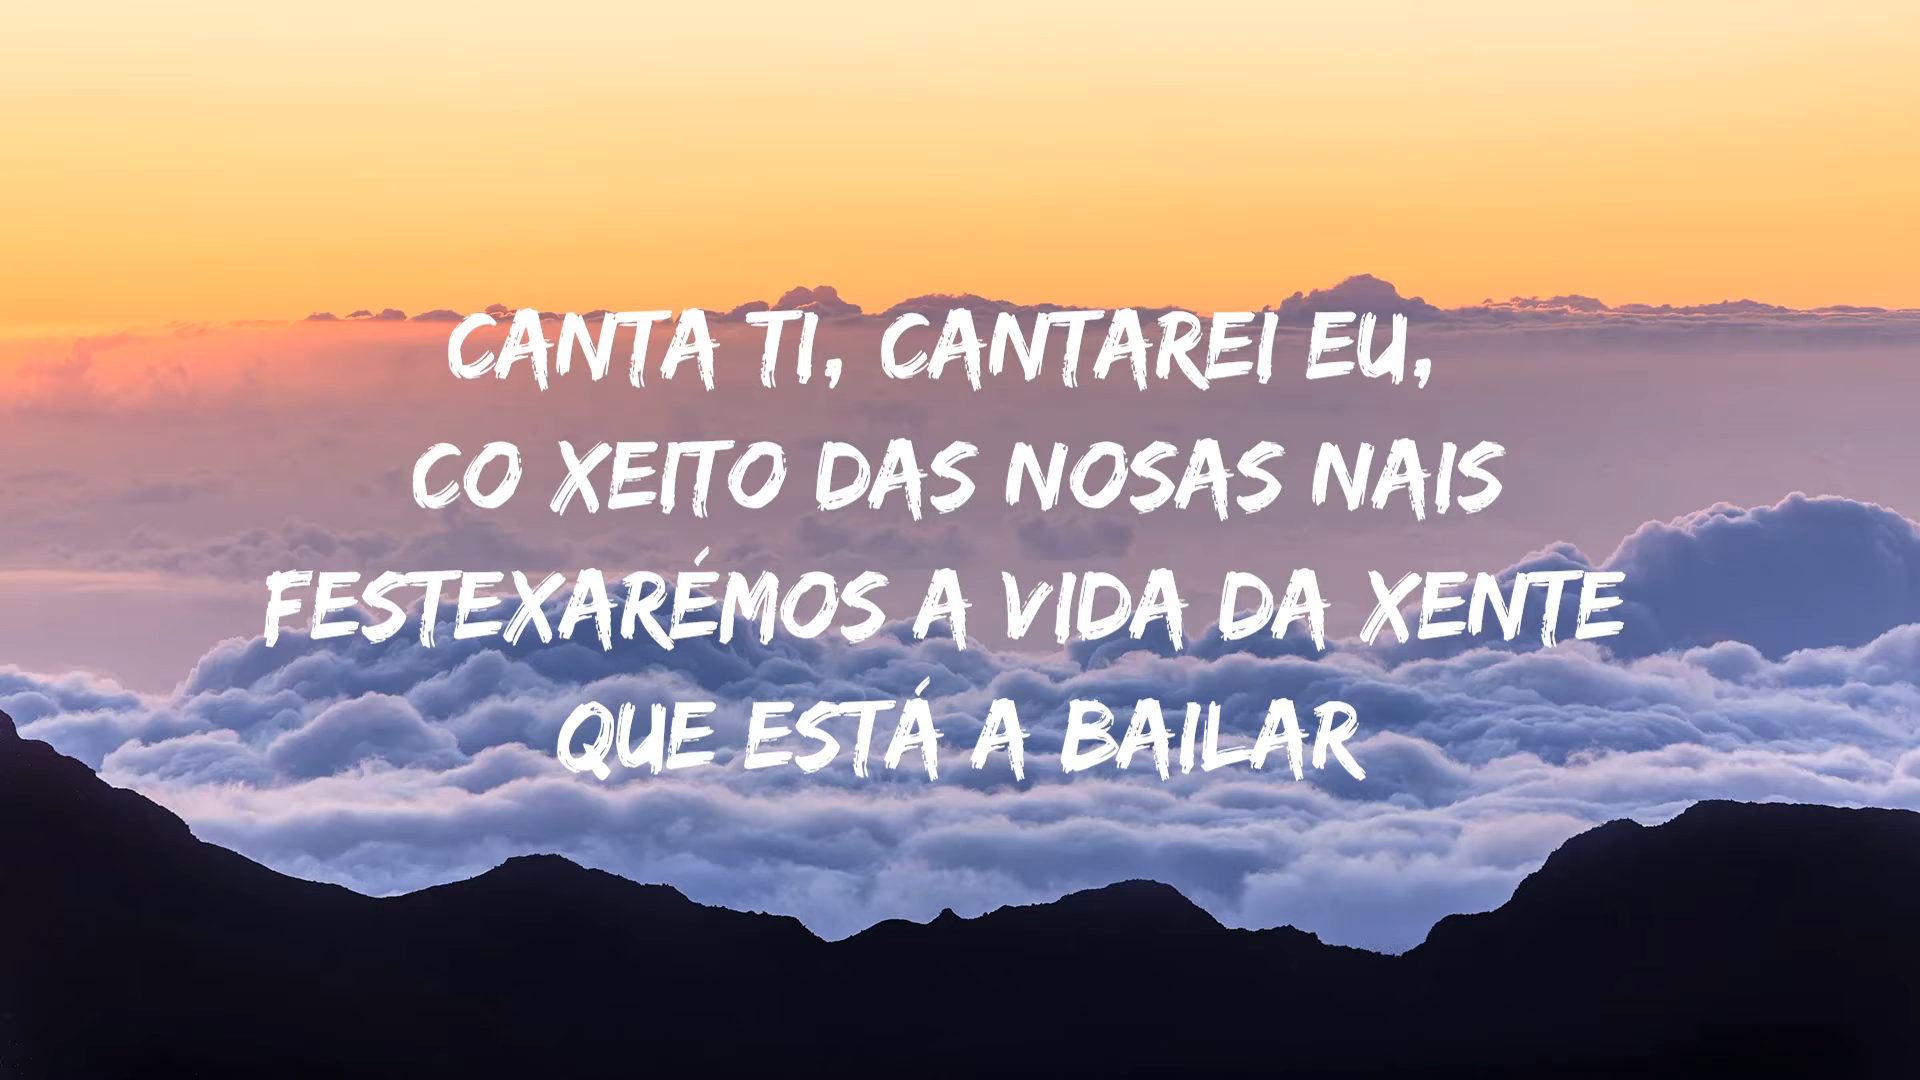 CANTA TI, CANTAREI EU,
CO XEITO DAS NOSAS NAIS
FESTEXARÉMOS A VIDA DA XENTE
QUE ESTÁ A BAILAR